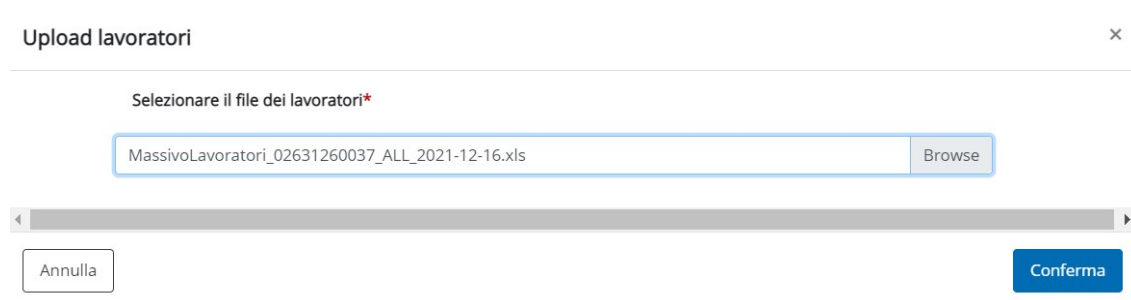 Upload lavoratori ×
Selezionare il file dei lavoratori*
MassivoLavoratori_02631260037_ALL_2021-12-16.xls Browse
Annulla Conferma